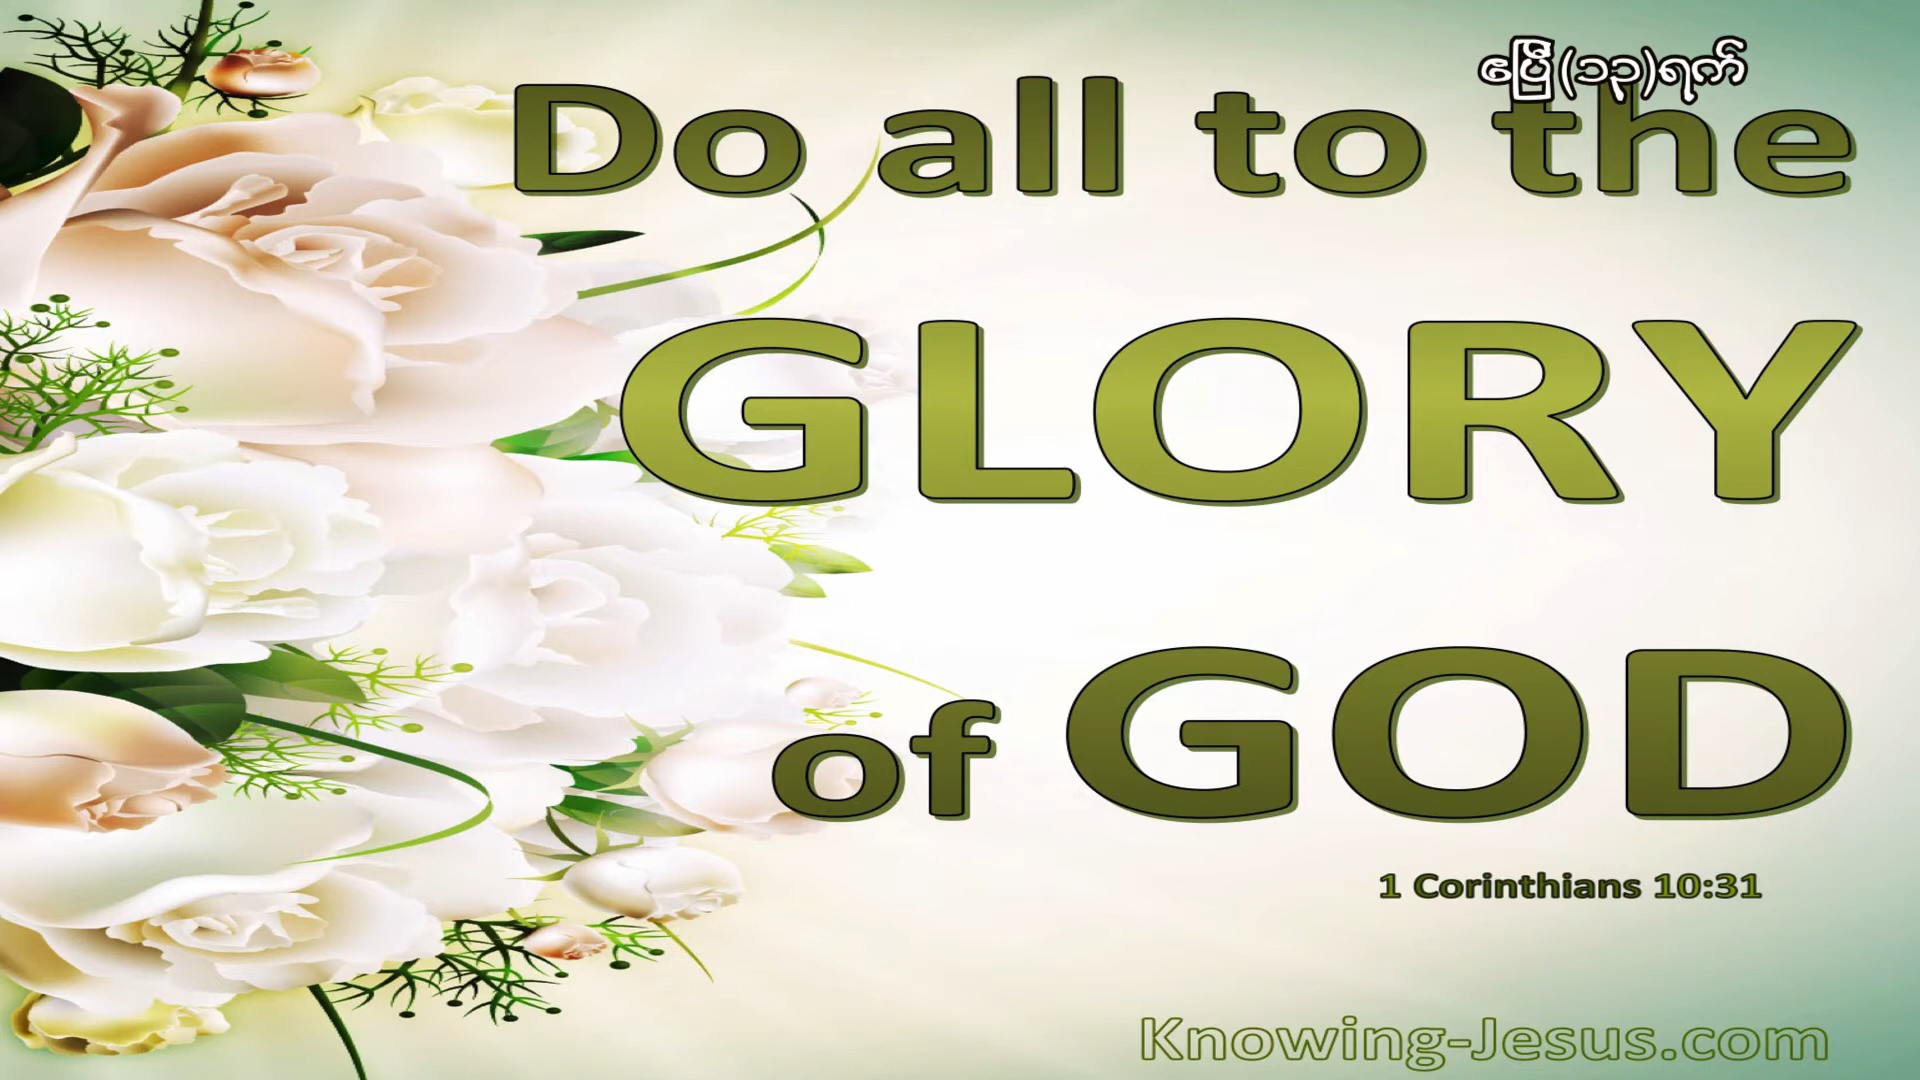 ဧပြီ(၁၃)ရက်
Do all to the
GLORY
of GOD
1 Corinthians 10:31
Knowing-Jesus.com